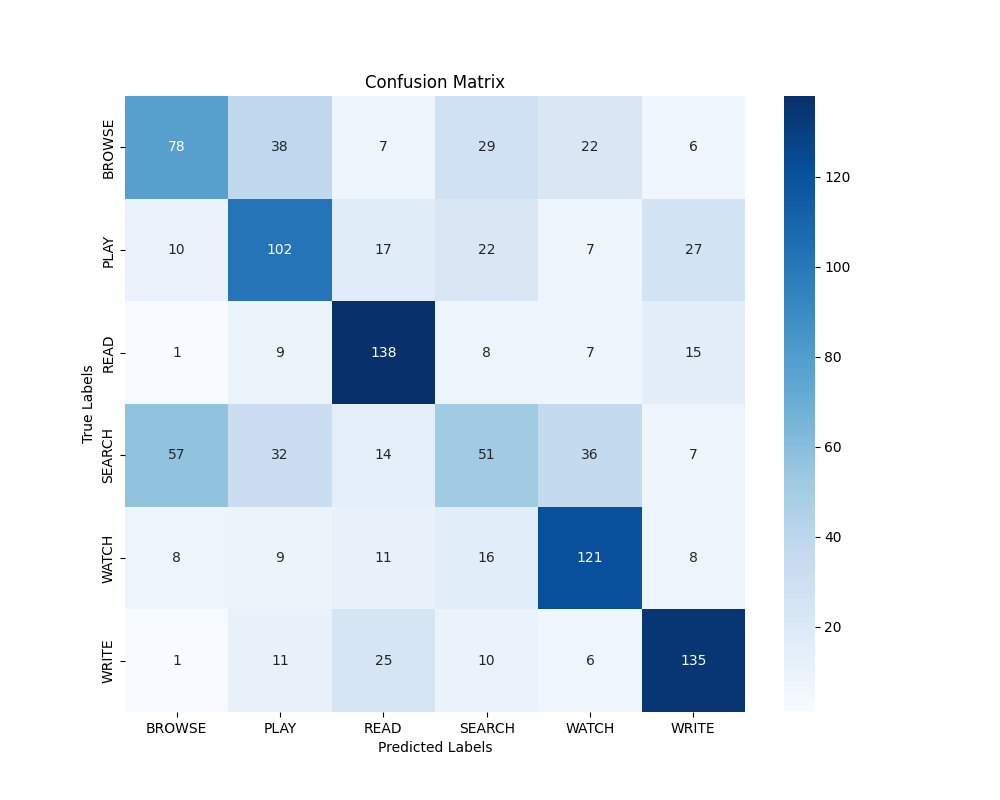 Confusion Matrix
True Labels
BROWSE 78 38 7 29 22 6
PLAY 10 102 17 22 7 27
READ 1 9 138 8 7 15
SEARCH 57 32 14 51 36 7
WATCH 8 9 11 16 121 8
WRITE 1 11 25 10 6 135
BROWSE PLAY READ SEARCH WATCH WRITE
Predicted Labels
120
100
80
60
40
20